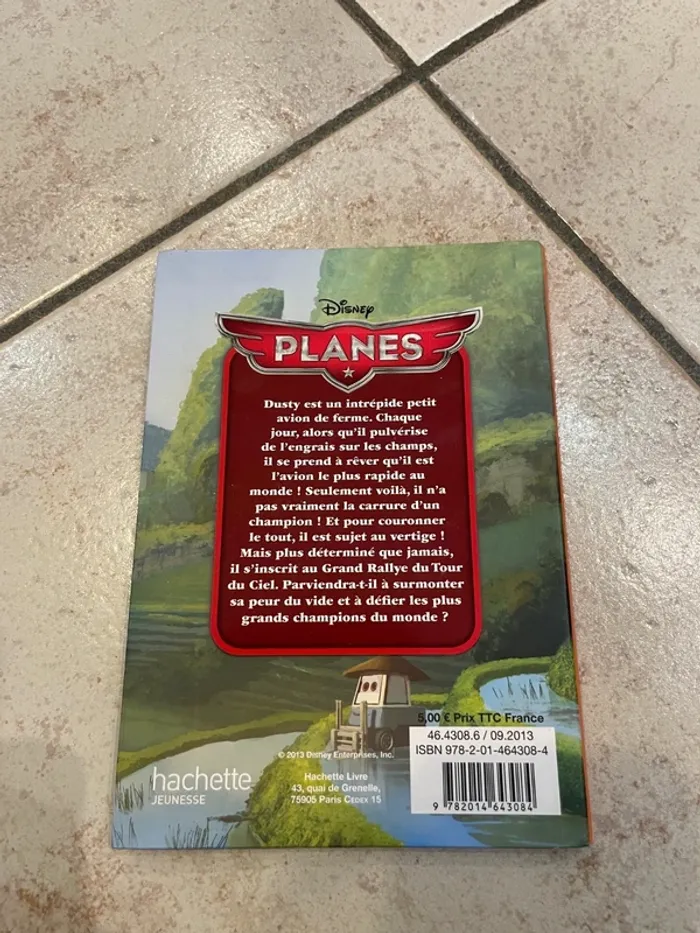 Disney
PLANES
Dusty est un intrépide petit
avion de ferme. Chaque
jour, alors qu'il pulvérise
de l'engrais sur les champs,
il se prend à rêver qu'il est
l'avion le plus rapide au
monde ! Seulement voilà, il n'a
pas vraiment la carrure d'un
champion ! Et pour couronner
le tout, il est sujet au vertige !
Mais plus déterminé que jamais,
il s'inscrit au Grand Rallye du Tour
du Ciel. Parviendra-t-il à surmonter
sa peur du vide et à défier les plus
grands champions du monde ?
5,00 € Prix TTC France
46.4308.6 / 09.2013
ISBN 978-2-01-464308-4
9 782014 643084
© 2013 Disney Enterprises, Inc.
hachette
JEUNESSE
Hachette Livre
43, quai de Grenelle,
75905 Paris CEDEX 15